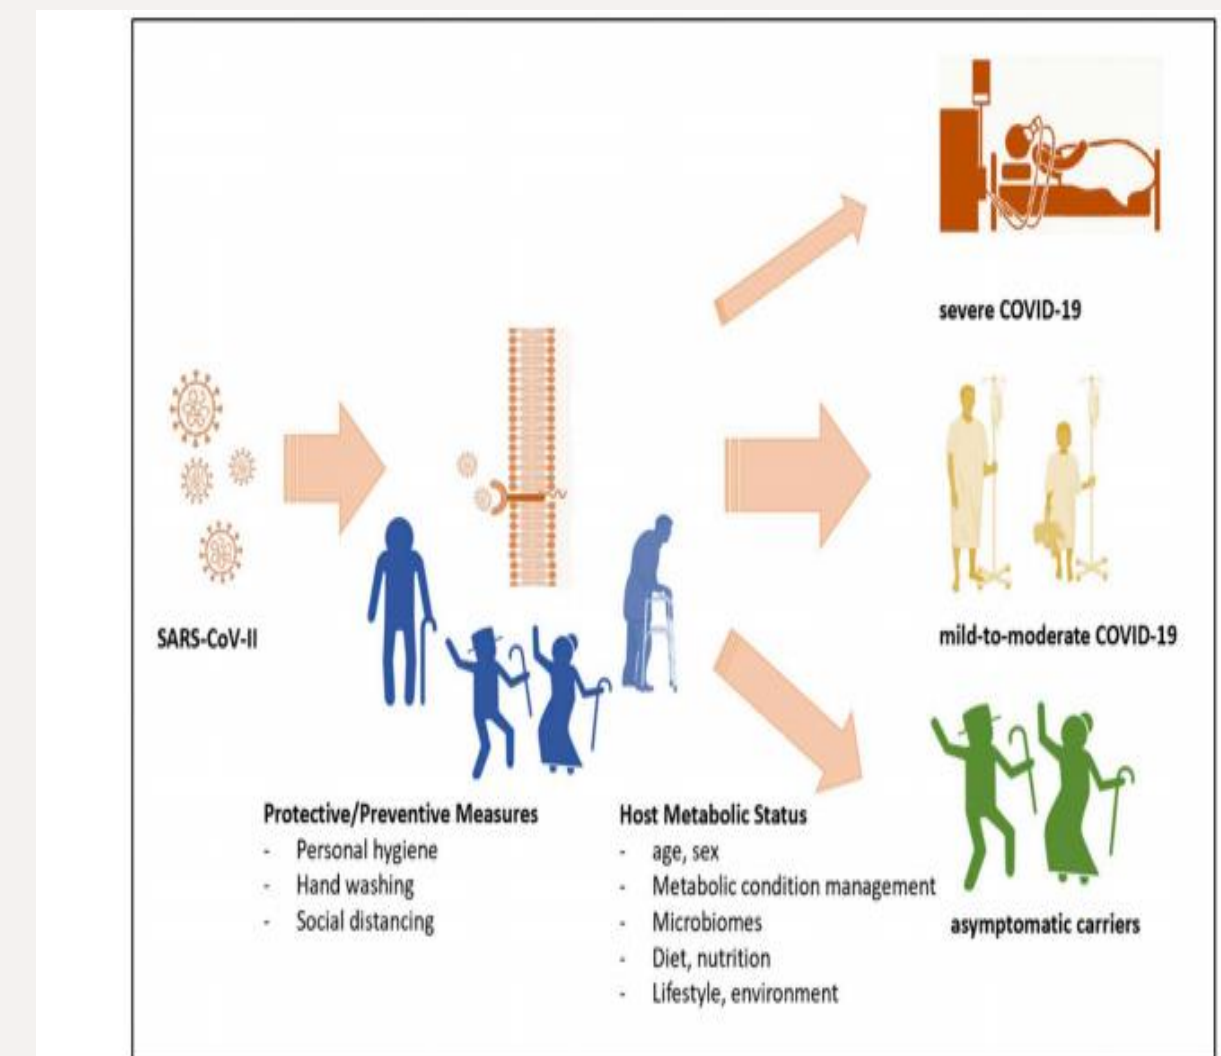 severe COVID-19
SARS-CoV-II
mild-to-moderate COVID-19
Protective/Preventive Measures
- Personal hygiene
- Hand washing
- Social distancing
Host Metabolic Status
- age, sex
- Metabolic condition management
- Microbiomes
- Diet, nutrition
- Lifestyle, environment
asymptomatic carriers